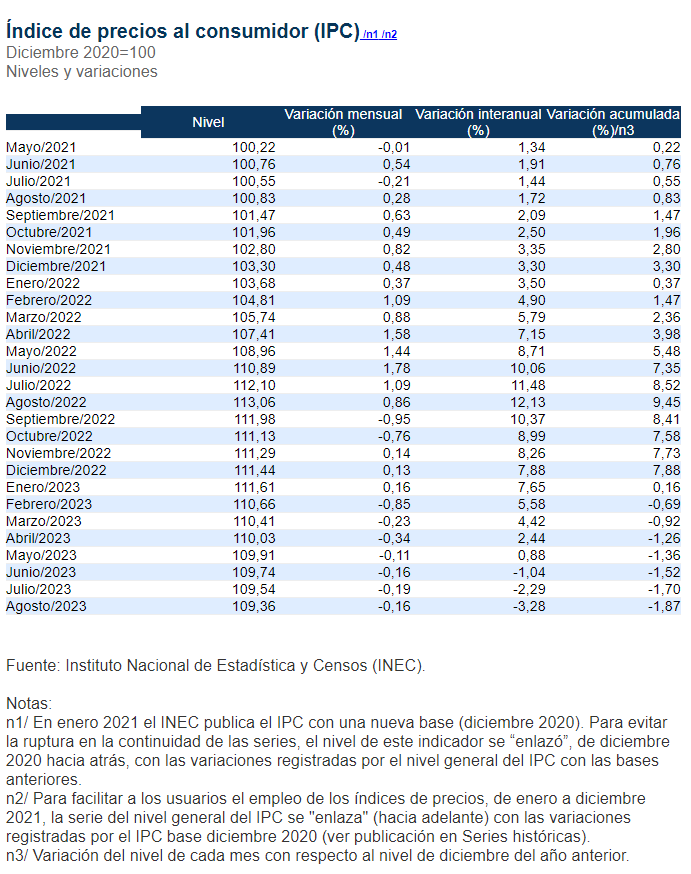 Índice de precios al consumidor (IPC) /n1 /n2
Diciembre 2020=100
Niveles y variaciones
Nivel Variación mensual (%) Variación interanual (%) Variación acumulada (%)/n3
Mayo/2021 100,22 -0,01 1,34 0,22
Junio/2021 100,76 0,54 1,91 0,76
Julio/2021 100,55 -0,21 1,44 0,55
Agosto/2021 100,83 0,28 1,72 0,83
Septiembre/2021 101,47 0,63 2,09 1,47
Octubre/2021 101,96 0,49 2,50 1,96
Noviembre/2021 102,80 0,82 3,35 2,80
Diciembre/2021 103,30 0,48 3,30 3,30
Enero/2022 103,68 0,37 3,50 0,37
Febrero/2022 104,81 1,09 4,90 1,47
Marzo/2022 105,74 0,88 5,79 2,36
Abril/2022 107,41 1,58 7,15 3,98
Mayo/2022 108,96 1,44 8,71 5,48
Junio/2022 110,89 1,78 10,06 7,35
Julio/2022 112,10 1,09 11,48 8,52
Agosto/2022 113,06 0,86 12,13 9,45
Septiembre/2022 111,98 -0,95 10,37 8,41
Octubre/2022 111,13 -0,76 8,99 7,58
Noviembre/2022 111,29 0,14 8,26 7,73
Diciembre/2022 111,44 0,13 7,88 7,88
Enero/2023 111,61 0,16 7,65 0,16
Febrero/2023 110,66 -0,85 5,58 -0,69
Marzo/2023 110,41 -0,23 4,42 -0,92
Abril/2023 110,03 -0,34 2,44 -1,26
Mayo/2023 109,91 -0,11 0,88 -1,36
Junio/2023 109,74 -0,16 -1,04 -1,52
Julio/2023 109,54 -0,19 -2,29 -1,70
Agosto/2023 109,36 -0,16 -3,28 -1,87
Fuente: Instituto Nacional de Estadística y Censos (INEC).
Notas:
n1/ En enero 2021 el INEC publica el IPC con una nueva base (diciembre 2020). Para evitar
la ruptura en la continuidad de las series, el nivel de este indicador se “enlazó”, de diciembre
2020 hacia atrás, con las variaciones registradas por el nivel general del IPC con las bases
anteriores.
n2/ Para facilitar a los usuarios el empleo de los índices de precios, de enero a diciembre
2021, la serie del nivel general del IPC se "enlaza" (hacia adelante) con las variaciones
registradas por el IPC base diciembre 2020 (ver publicación en Series históricas).
n3/ Variación del nivel de cada mes con respecto al nivel de diciembre del año anterior.